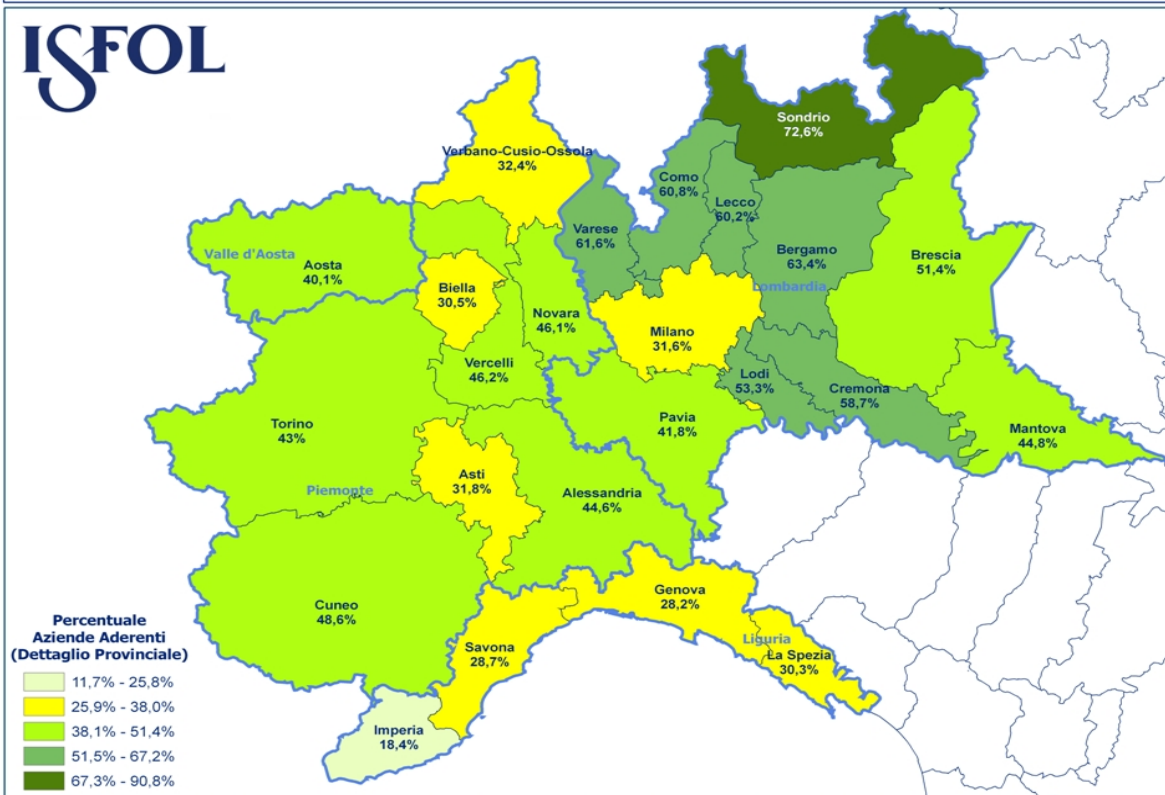 ISFOL
Sondrio
72,6%
Verbano-Cusio-Ossola
32,4%
Como
60,8%
Lecco
60,2%
Varese
61,6%
Bergamo
63,4%
Brescia
51,4%
Valle d'Aosta
Aosta
40,1%
Biella
30,5%
Lombardia
Novara
46,1%
Milano
31,6%
Vercelli
46,2%
Lodi
53,3%
Cremona
58,7%
Torino
43%
Pavia
41,8%
Mantova
44,8%
Asti
31,8%
Piemonte
Alessandria
44,6%
Cuneo
48,6%
Genova
28,2%
Savona
28,7%
Liguria
La Spezia
30,3%
Imperia
18,4%
Percentuale
Aziende Aderenti
(Dettaglio Provinciale)
11,7% - 25,8%
25,9% - 38,0%
38,1% - 51,4%
51,5% - 67,2%
67,3% - 90,8%